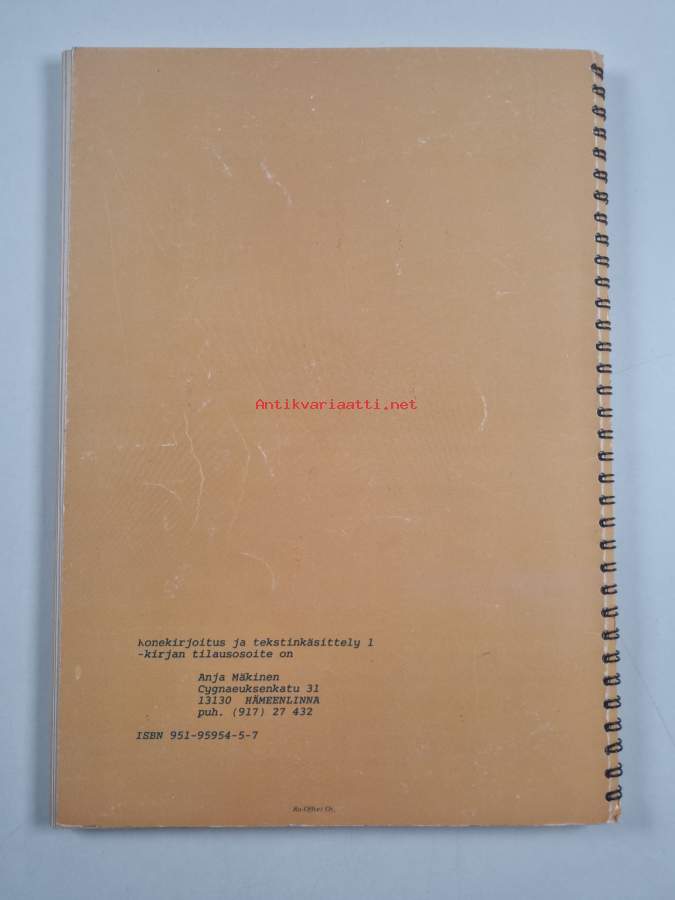 Antikvariaatti.net
Konekirjoitus ja tekstinkäsittely 1
-kirjan tilausosoite on
Anja Mäkinen
Cygnaeuksenkatu 31
13130 HÄMEENLINNA
puh. (917) 27 432
ISBN 951-95954-5-7